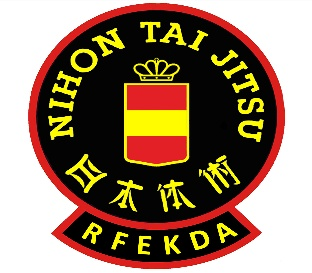 NIHON TAI JITSU
日本体術
RFEKDA